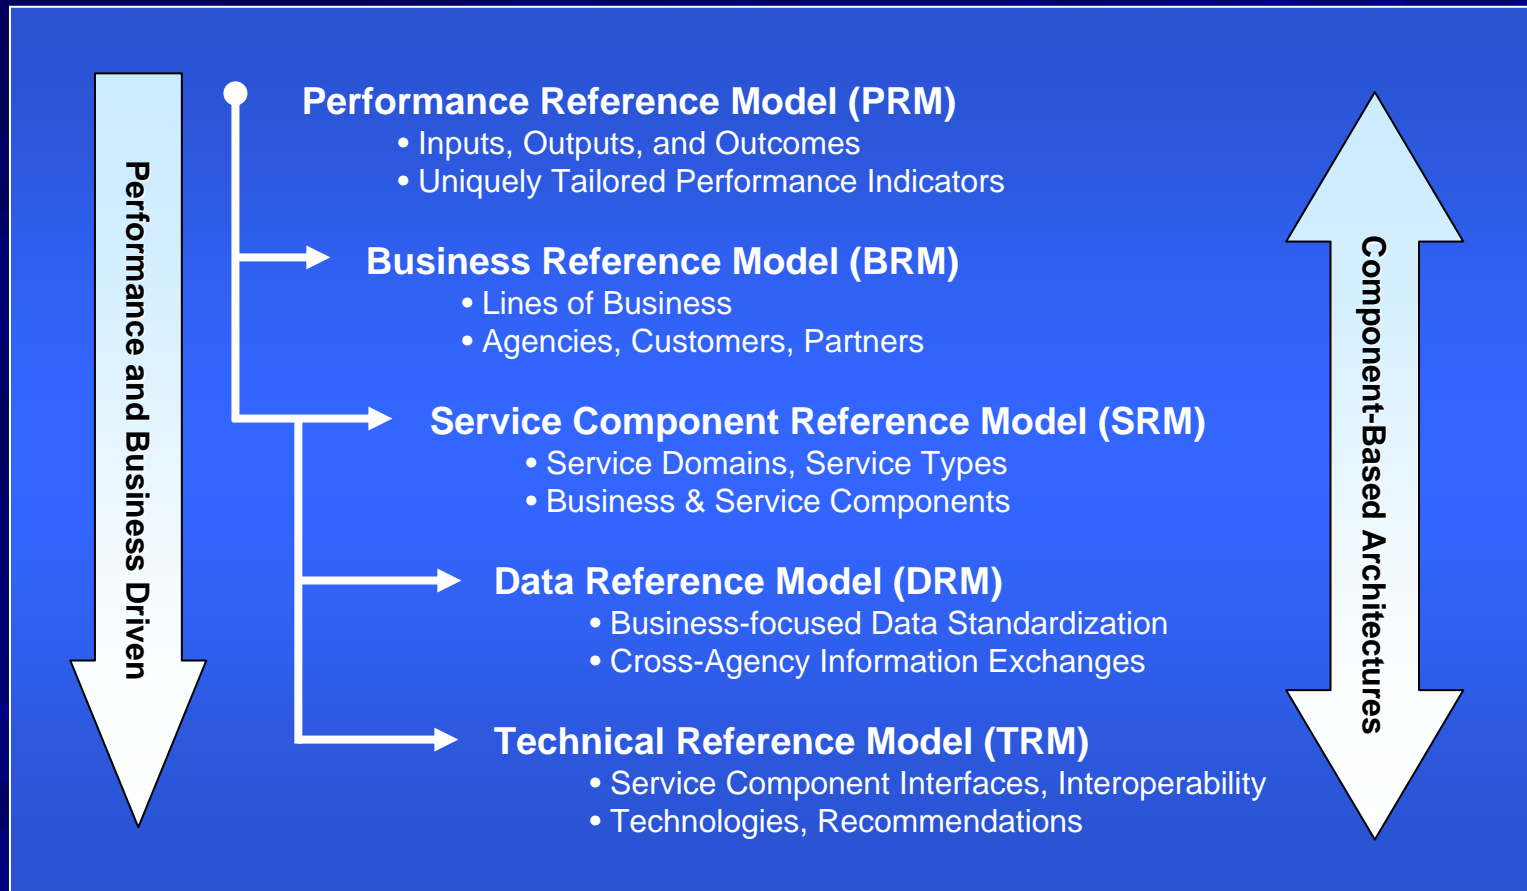 Performance and Business Driven
Performance Reference Model (PRM)
• Inputs, Outputs, and Outcomes
• Uniquely Tailored Performance Indicators
Business Reference Model (BRM)
• Lines of Business
• Agencies, Customers, Partners
Service Component Reference Model (SRM)
• Service Domains, Service Types
• Business & Service Components
Data Reference Model (DRM)
• Business-focused Data Standardization
• Cross-Agency Information Exchanges
Technical Reference Model (TRM)
• Service Component Interfaces, Interoperability
• Technologies, Recommendations
Component-Based Architectures